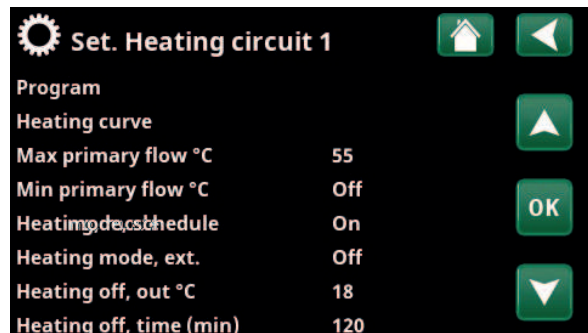 Set. Heating circuit 1
Program
Heating curve
Max primary flow °C 55
Min primary flow °C Off
On
Heating mode, ext. Off
Heating off, out °C 18
Heating off, time (min) 120
OK